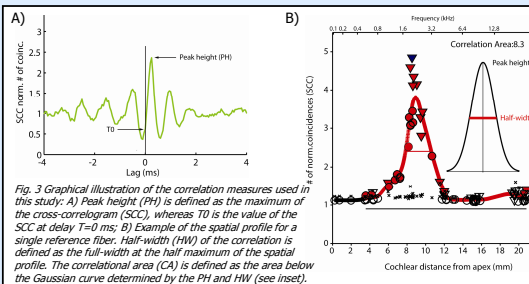 A)
3
2.5
2
1.5
1
0.5
SCC norm. # of coinc.
Peak height (PH)
T0
-4 -2 0 2 4
Lag (ms)
B)
Frequency (kHz)
0.1 0.2 0.4 0.8 1.6 3.2 6.4 12.8
Correlation Area:8.3
Peak height
Half-width
5
4
3
2
1
# of norm.coincidences (SCC)
0 2 4 6 8 10 12 14 16 18 20
Cochlear distance from apex (mm)
Fig. 3 Graphical illustration of the correlation measures used in
this study: A) Peak height (PH) is defined as the maximum of
the cross-correlogram (SCC), whereas T0 is the value of the
SCC at delay T=0 ms; B) Example of the spatial profile for a
single reference fiber. Half-width (HW) of the correlation is
defined as the full-width at the half maximum of the spatial
profile. The correlational area (CA) is defined as the area below
the Gaussian curve determined by the PH and HW (see inset).